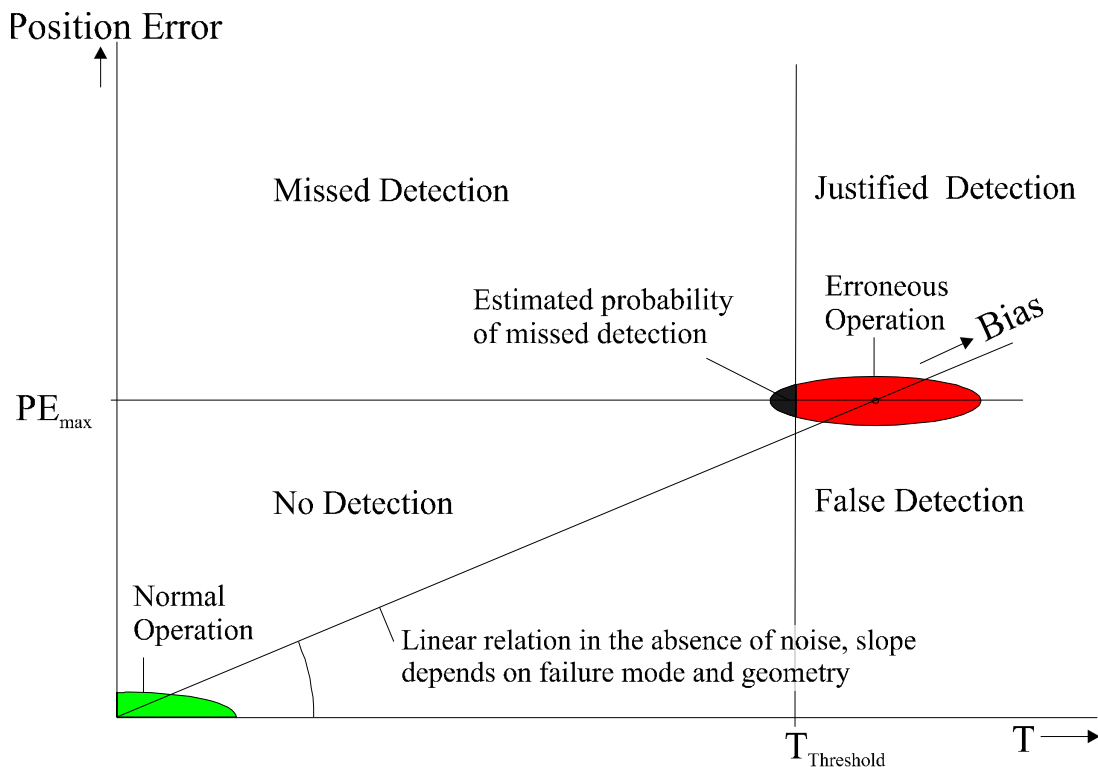 Position Error
Missed Detection
Justified  Detection
Estimated probability
of missed detection
Erroneous
Operation
Bias
PEmax
No Detection
False Detection
Normal
Operation
Linear relation in the absence of noise, slope
depends on failure mode and geometry
T
TThreshold